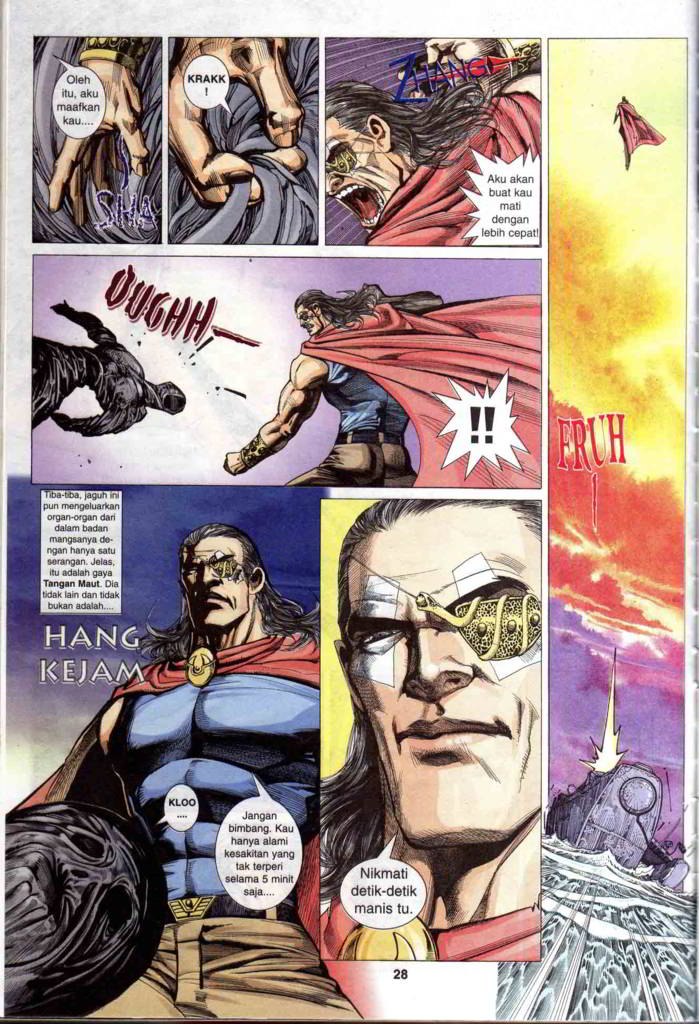 Oleh
itu, aku
maafkan
kau....
SHA
KRAKK
!
ZHANG
Aku akan
buat kau
mati
dengan
lebih cepat!
OUGHH
!!
FRUH
!
Tiba-tiba, jaguh ini
pun mengeluarkan
organ-organ dari
dalam badan
mangsanya de-
ngan hanya satu
serangan. Jelas,
itu adalah gaya
Tangan Maut. Dia
tidak lain dan tidak
bukan adalah....
HANG
KEJAM
KLOO
....
Jangan
bimbang. Kau
hanya alami
kesakitan yang
tak terperi
selama 5 minit
saja....
Nikmati
detik-detik
manis tu.
28